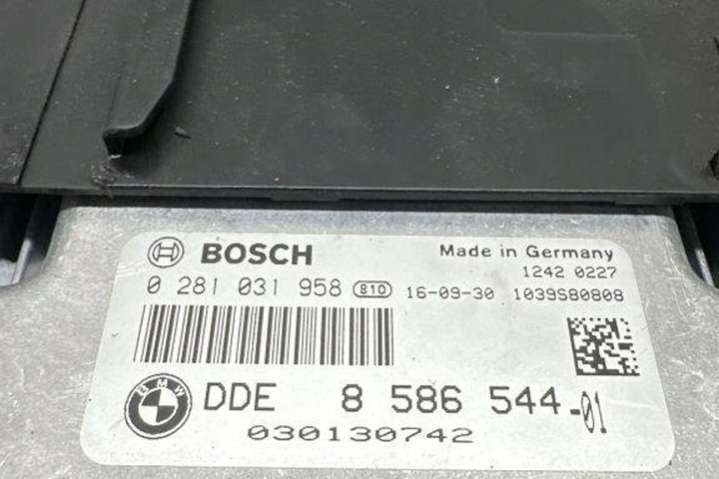 BOSCH Made in Germany
1242 0227
0 281 031 958 810 16-09-30 1039S80808
BMW DDE 8 586 544-01
030130742